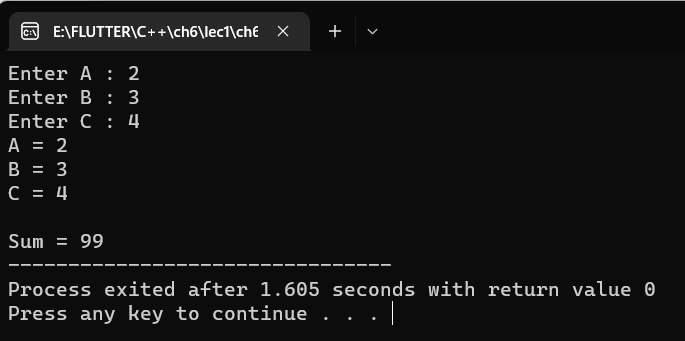 E:\FLUTTER\C++\ch6\lec1\ch6
Enter A : 2
Enter B : 3
Enter C : 4
A = 2
B = 3
C = 4
Sum = 99
--------------------------------
Process exited after 1.605 seconds with return value 0
Press any key to continue . . .